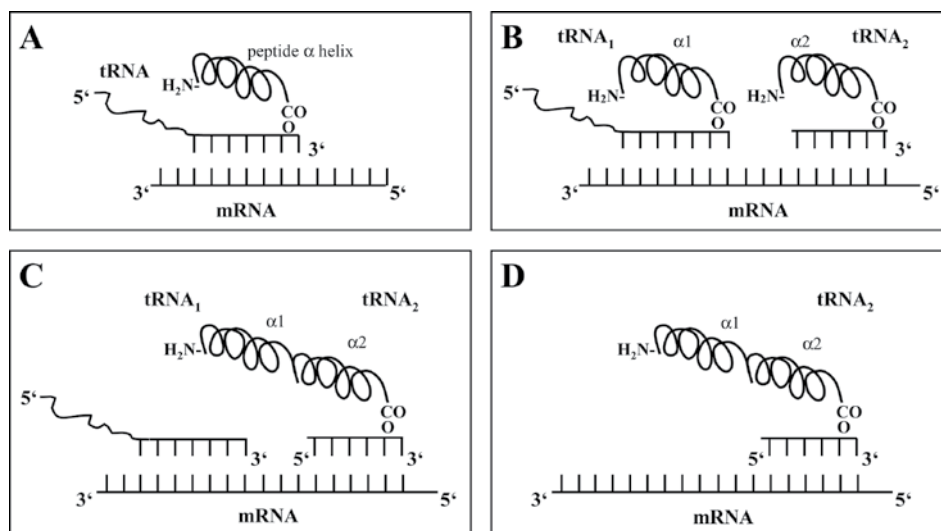 A
peptide α helix
tRNA
H₂N-
5‘
CO
O
3‘
3‘
5‘
mRNA
B
tRNA₁
α1
α2
tRNA₂
H₂N-
H₂N-
5‘
CO
O
CO
O
3‘
3‘
5‘
mRNA
C
tRNA₁
tRNA₂
α1
α2
H₂N-
5‘
CO
O
3‘
5‘
3‘
3‘
5‘
mRNA
D
tRNA₂
α1
α2
H₂N-
CO
O
5‘
3‘
3‘
5‘
mRNA